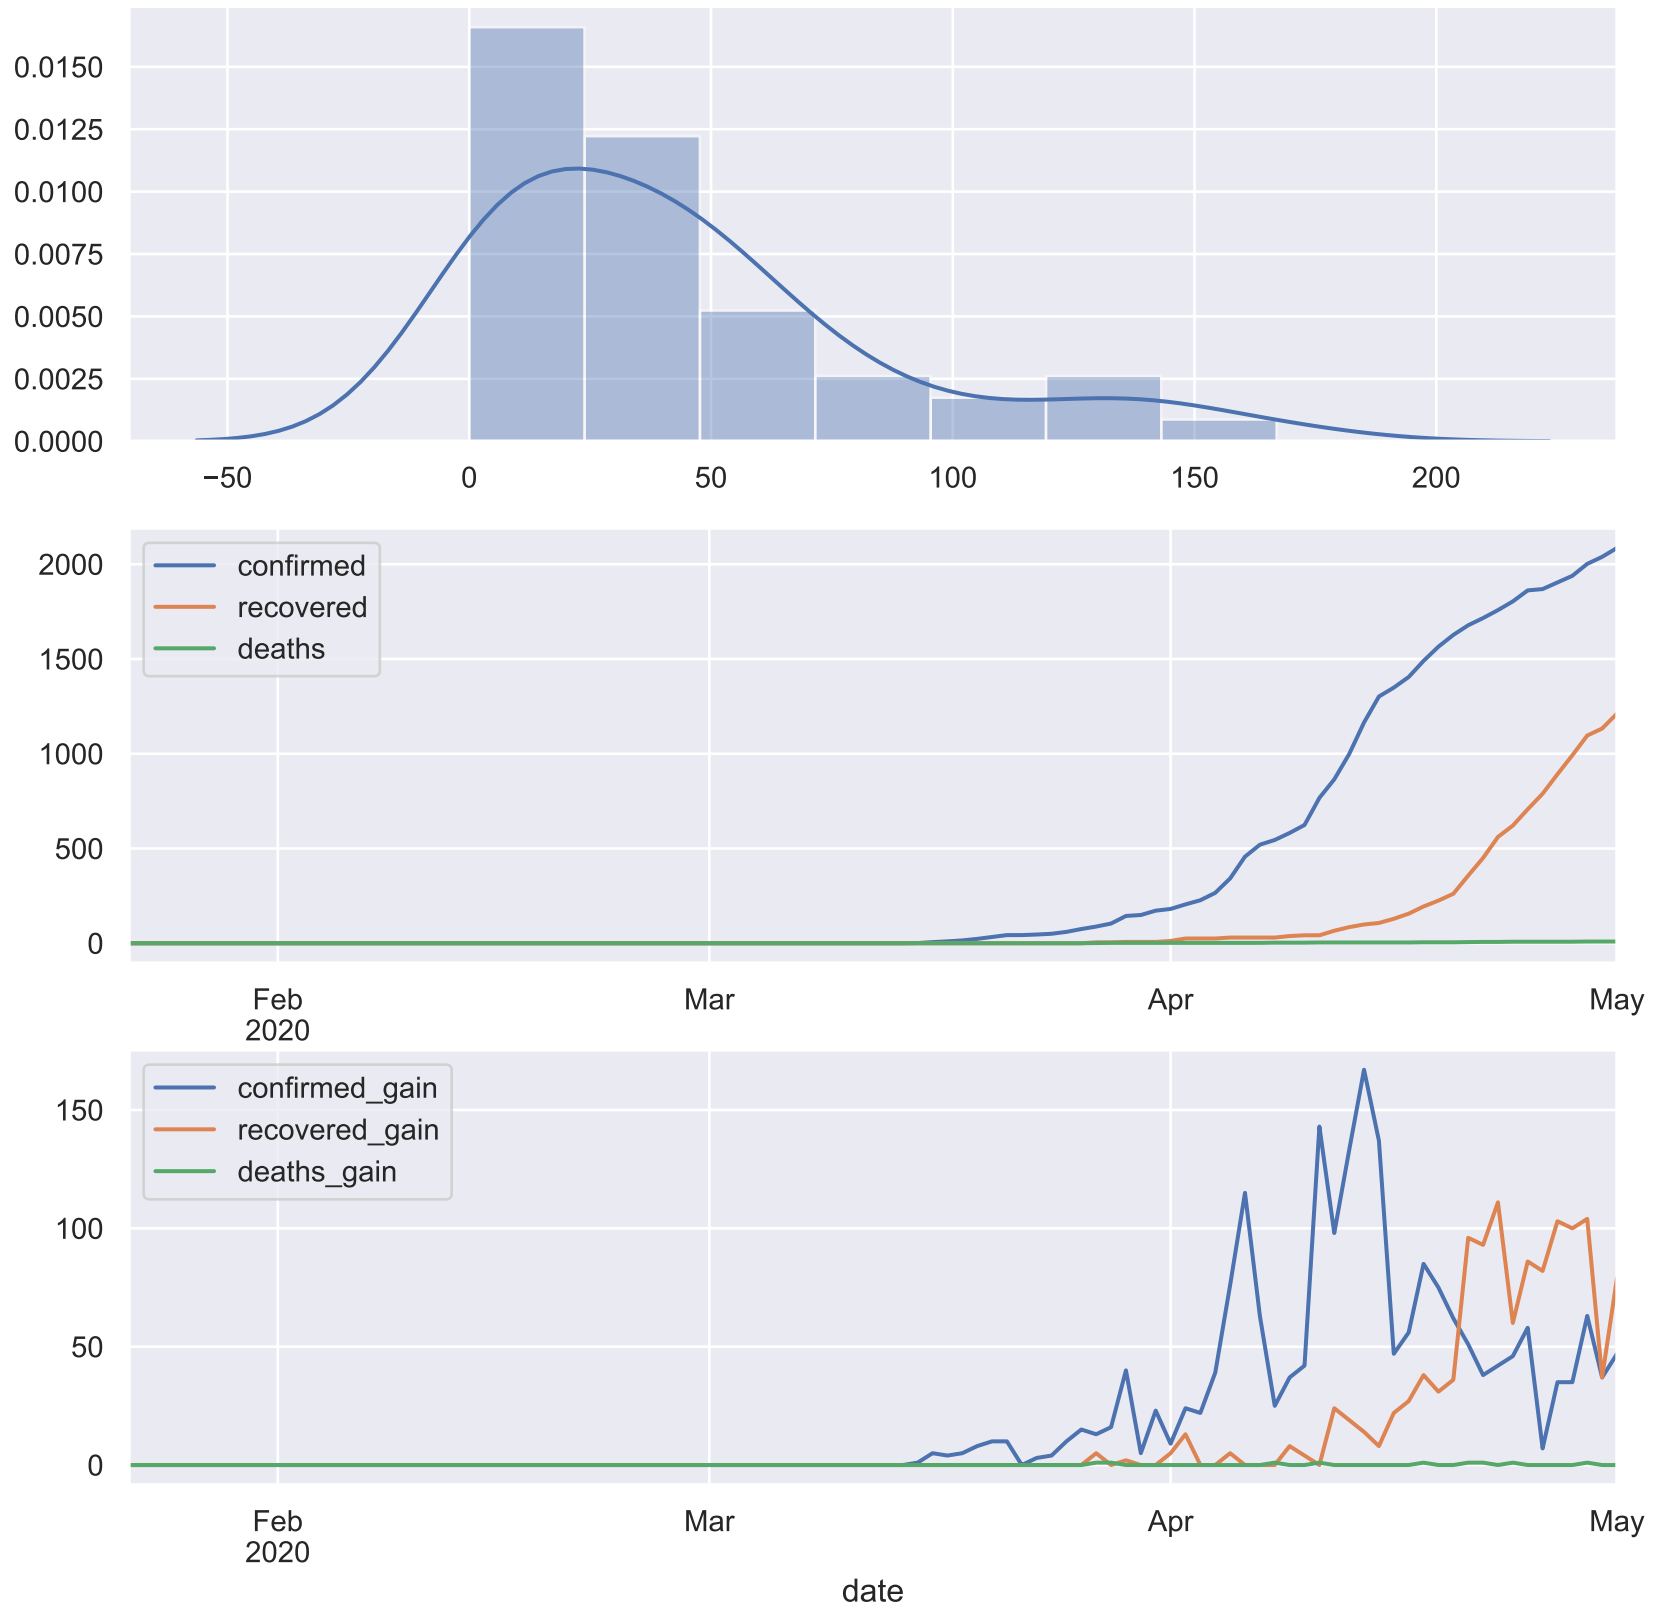 0.0150
0.0125
0.0100
0.0075
0.0050
0.0025
0.0000
−50 0 50 100 150 200
confirmed
recovered
deaths
2000
1500
1000
500
0
Feb Mar Apr May
2020
confirmed_gain
recovered_gain
deaths_gain
150
100
50
0
Feb Mar Apr May
2020
date